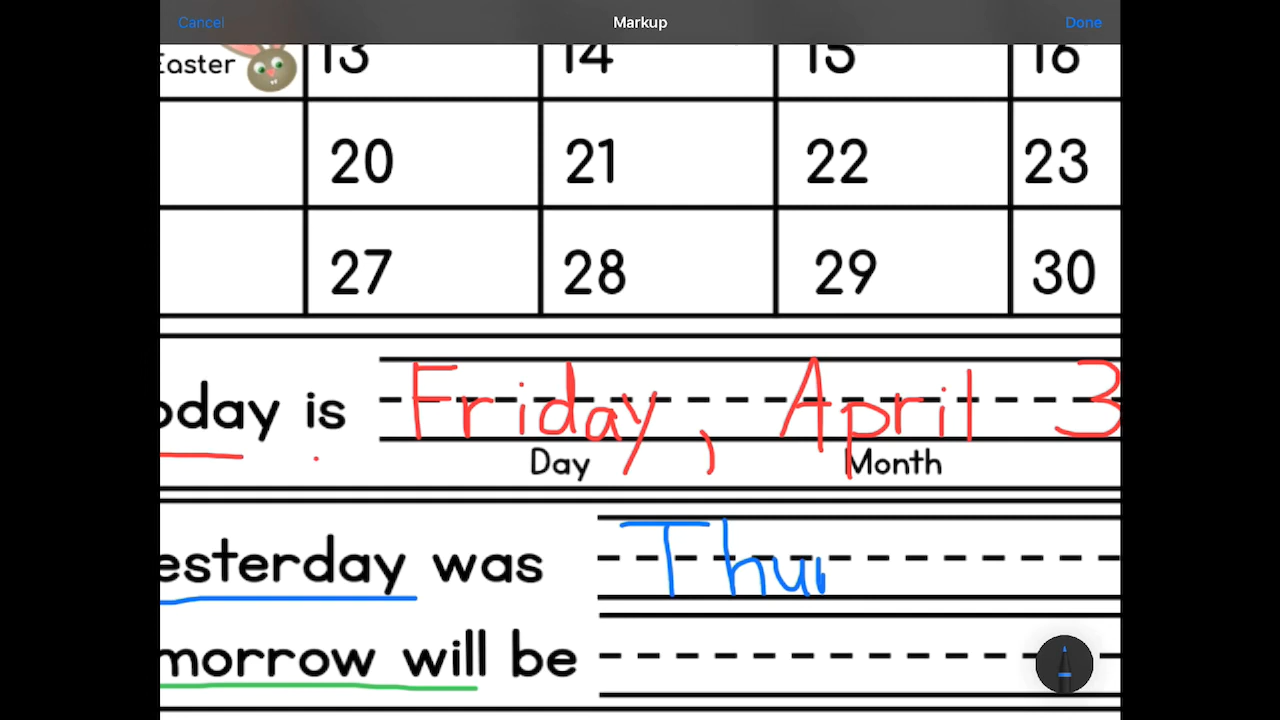 Cancel Markup Done
Easter 13 14 15 16
20 21 22 23
27 28 29 30
oday is Friday, April 3
Day Month
esterday was Thur
morrow will be